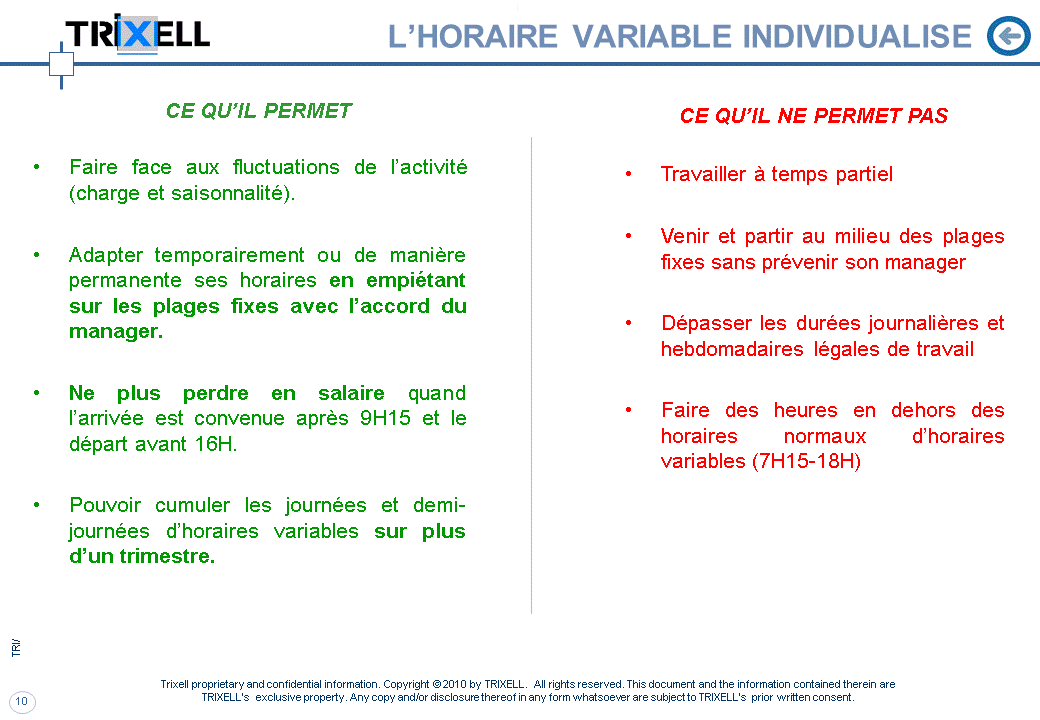 TRIXELL
L’HORAIRE VARIABLE INDIVIDUALISE
CE QU’IL PERMET
• Faire face aux fluctuations de l’activité
(charge et saisonnalité).
• Adapter temporairement ou de manière
permanente ses horaires en empiétant
sur les plages fixes avec l’accord du
manager.
• Ne plus perdre en salaire quand
l’arrivée est convenue après 9H15 et le
départ avant 16H.
• Pouvoir cumuler les journées et demi-
journées d’horaires variables sur plus
d’un trimestre.
CE QU’IL NE PERMET PAS
• Travailler à temps partiel
• Venir et partir au milieu des plages
fixes sans prévenir son manager
• Dépasser les durées journalières et
hebdomadaires légales de travail
• Faire des heures en dehors des
horaires normaux d’horaires
variables (7H15-18H)
TRI/
10
Trixell proprietary and confidential information. Copyright © 2010 by TRIXELL. All rights reserved. This document and the information contained therein are
TRIXELL's exclusive property. Any copy and/or disclosure thereof in any form whatsoever are subject to TRIXELL's prior written consent.